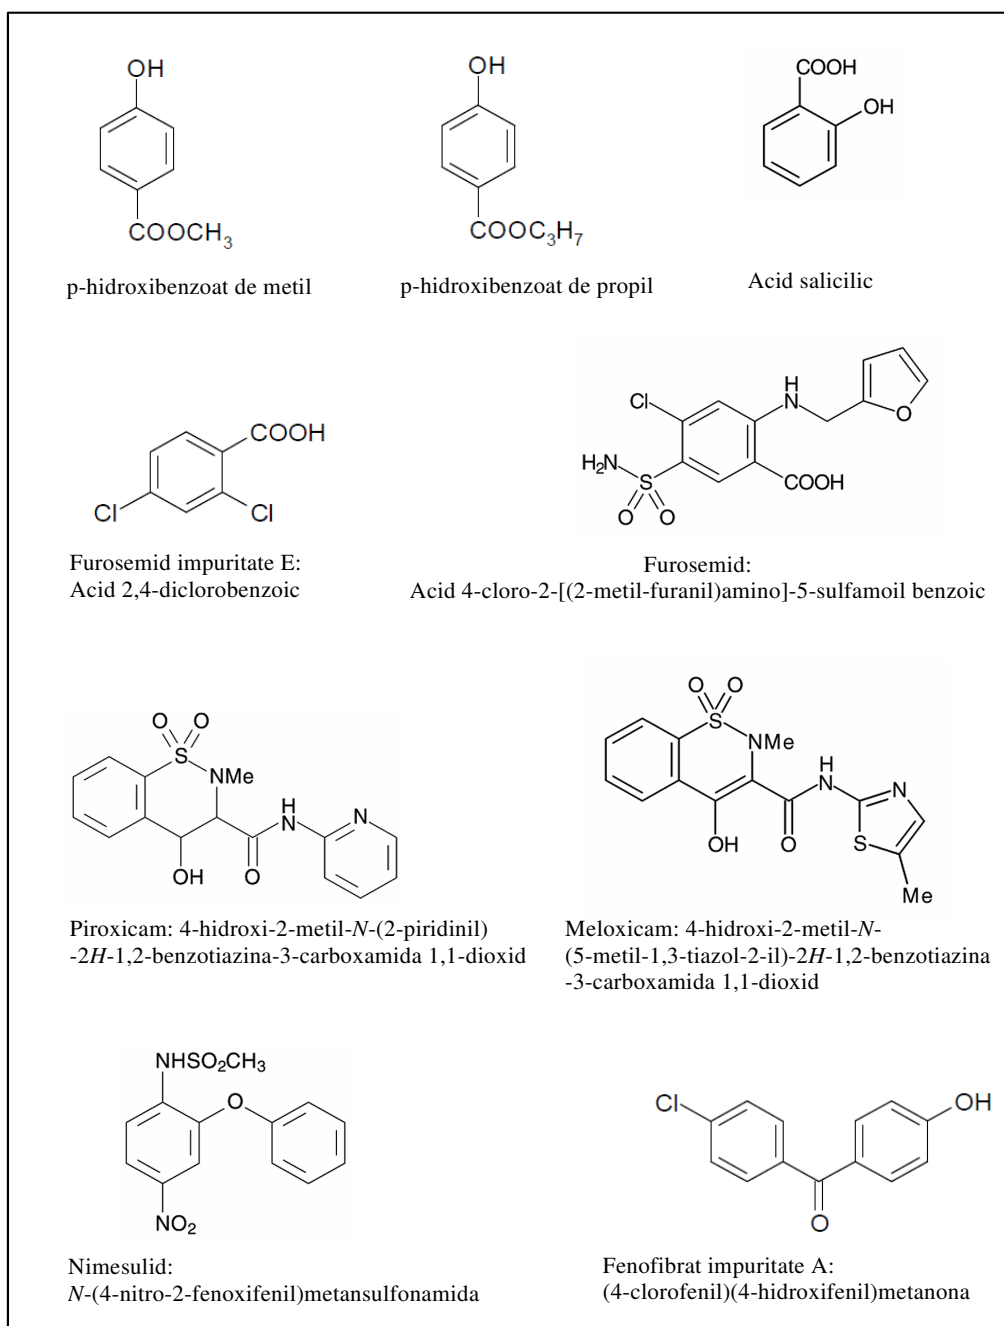 OH
COOCH3
p-hidroxibenzoat de metil
OH
COOC3H7
p-hidroxibenzoat de propil
COOH
OH
Acid salicilic
COOH
Cl
Cl
Furosemid impuritate E:
Acid 2,4-diclorobenzoic
H
N
O
Cl
H2N
S
O
O
COOH
Furosemid:
Acid 4-cloro-2-[(2-metil-furanil)amino]-5-sulfamoil benzoic
O
O
S
NMe
H
N
N
OH
O
Piroxicam: 4-hidroxi-2-metil-N-(2-piridinil)
-2H-1,2-benzotiazina-3-carboxamida 1,1-dioxid
O
O
S
NMe
H
N
N
S
OH
O
Me
Meloxicam: 4-hidroxi-2-metil-N-
(5-metil-1,3-tiazol-2-il)-2H-1,2-benzotiazina
-3-carboxamida 1,1-dioxid
NHSO2CH3
O
NO2
Nimesulid:
N-(4-nitro-2-fenoxifenil)metansulfonamida
Cl
OH
O
Fenofibrat impuritate A:
(4-clorofenil)(4-hidroxifenil)metanona